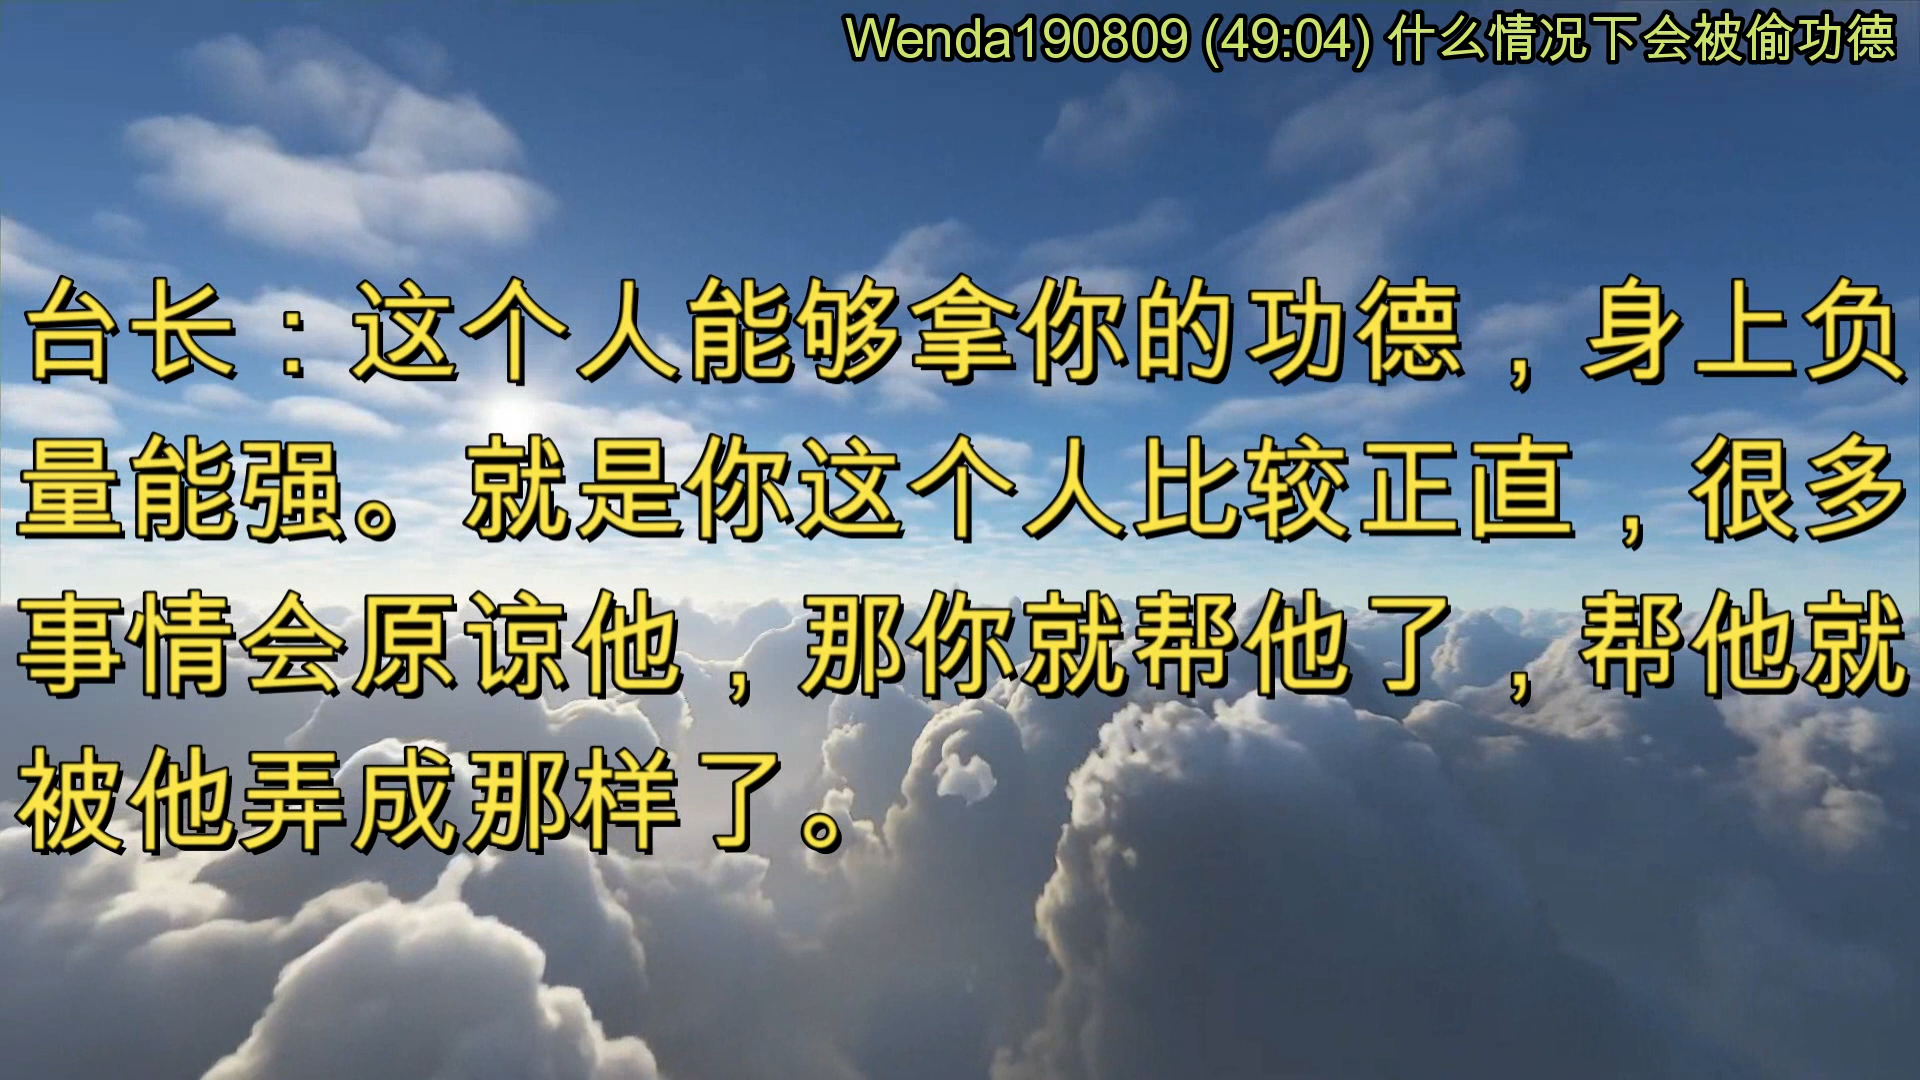 Wenda190809 (49:04) 什么情况下会被偷功德
台长：这个人能够拿你的功德，身上负
量能强。就是你这个人比较正直，很多
事情会原谅他，那你就帮他了，帮他就
被他弄成那样了。